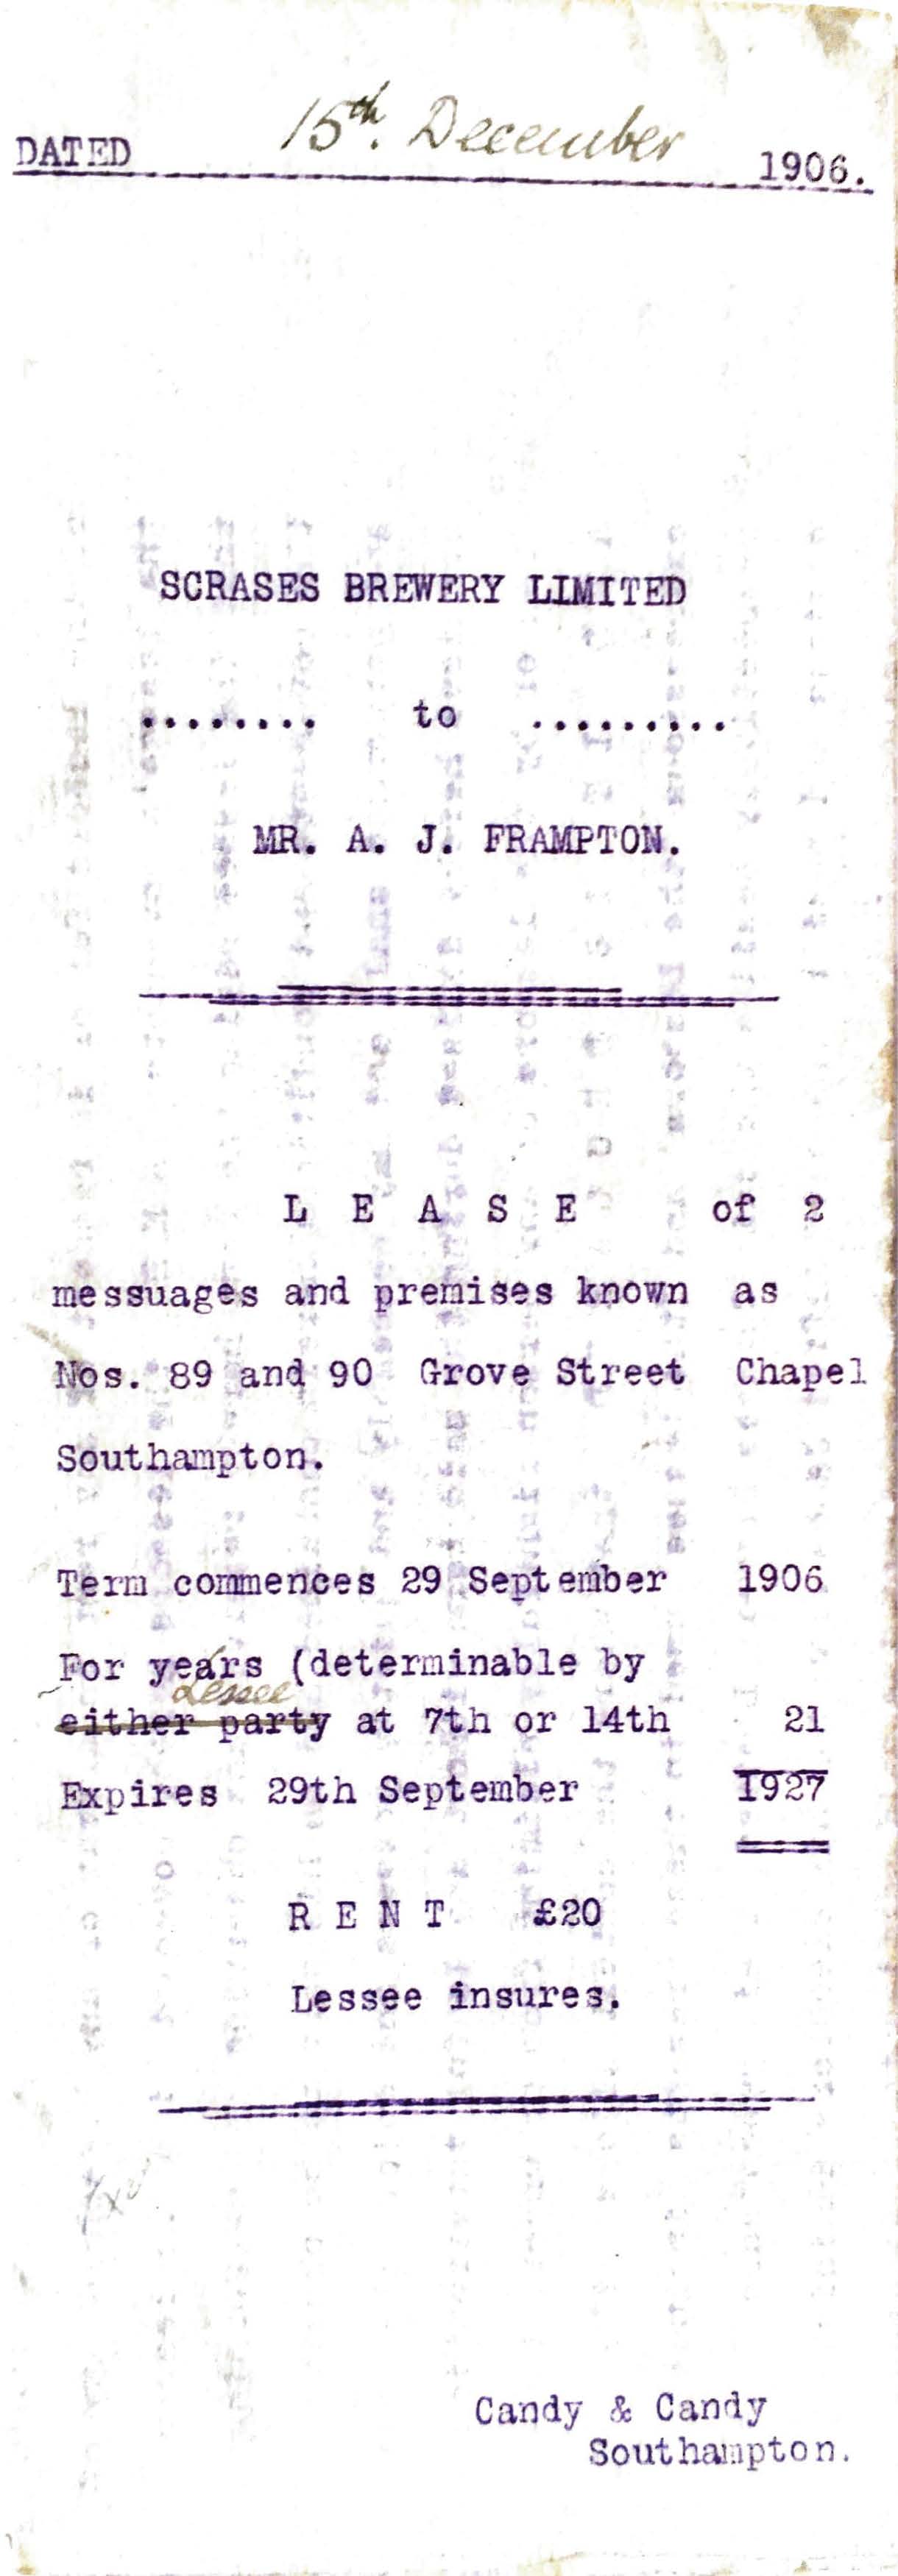 DATED 15th. December 1906.
SCRASES BREWERY LIMITED
........ to .........
MR. A. J. FRAMPTON.
L E A S E of 2
messuages and premises known as
Nos. 89 and 90 Grove Street Chapel
Southampton.
Term commences 29 September 1906
For years (determinable by
Lessee
either party at 7th or 14th 21
Expires 29th September 1927
R E N T £20
Lessee insures.
Candy & Candy
Southampton.